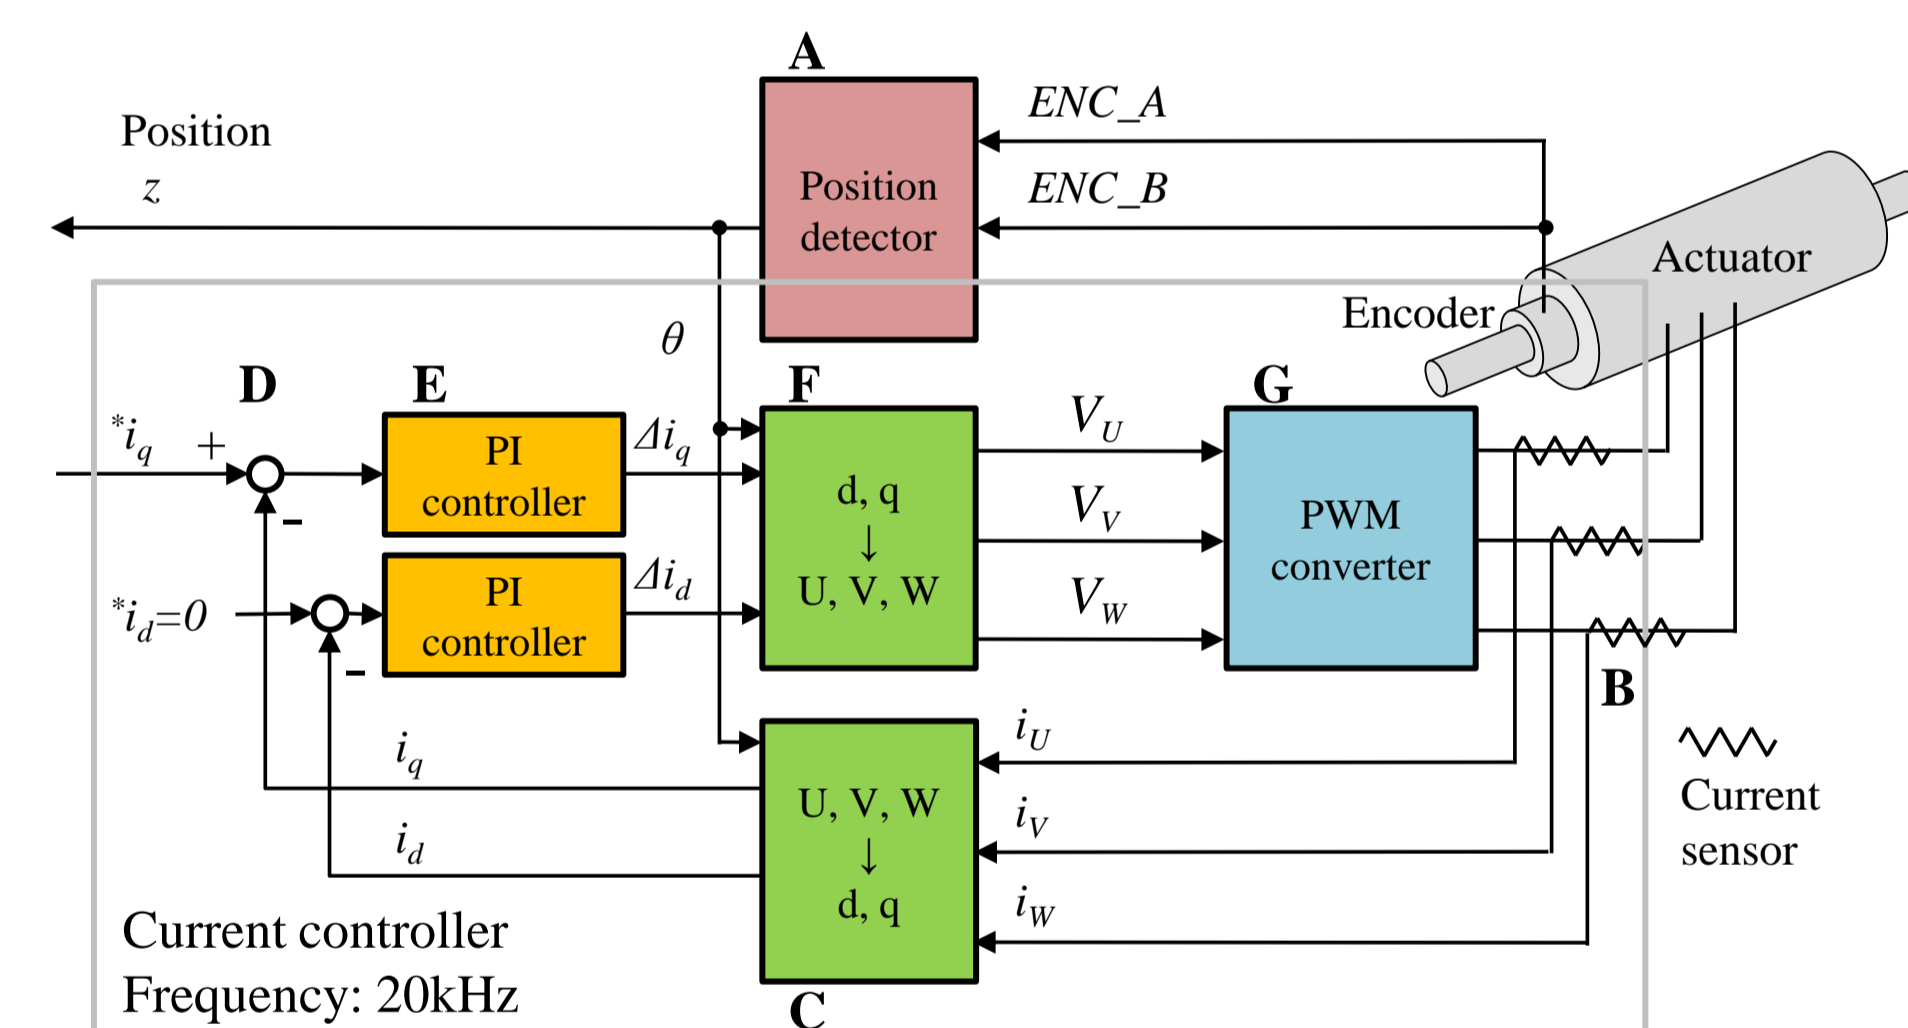 A
ENC_A
Position
z
Position
detector
ENC_B
Actuator
Encoder
θ
D
E
F
G
*iq
+
PI
controller
Δiq
d, q
↓
U, V, W
VU
VV
VW
PWM
converter
-
*id=0
PI
controller
Δid
-
B
iq
id
U, V, W
↓
d, q
iU
iV
iW
Current
sensor
Current controller
Frequency: 20kHz
C